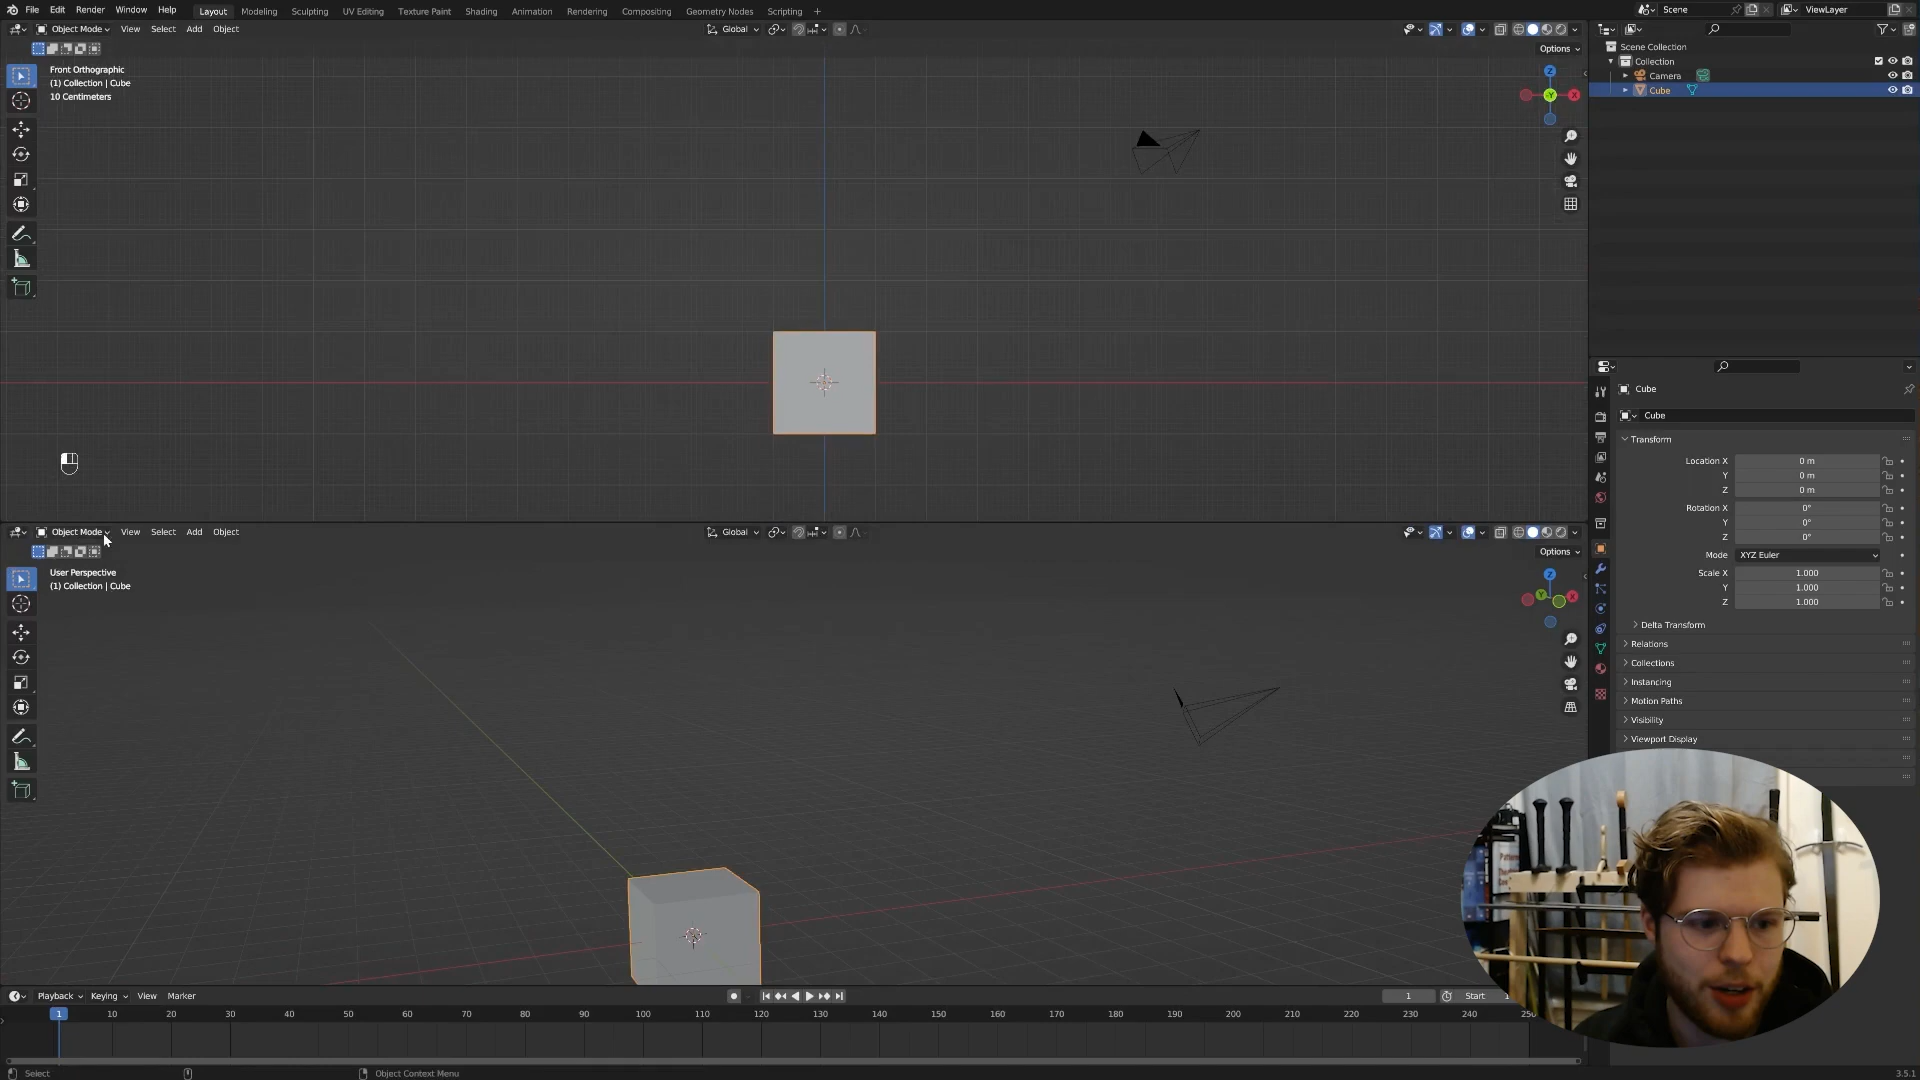 File Edit Render Window Help Layout Modeling Sculpting UV Editing Texture Paint Shading Animation Rendering Compositing Geometry Nodes Scripting + Scene ViewLayer
Object Mode View Select Add Object Global
Options
Front Orthographic
(1) Collection | Cube
10 Centimeters
Z
-Y
X
Scene Collection
Collection
Camera
Cube
Object Mode View Select Add Object Global
Options
User Perspective
(1) Collection | Cube
Z
Y
X
Cube
Cube
Transform
Location X 0 m
Y 0 m
Z 0 m
Rotation X 0°
Y 0°
Z 0°
Mode XYZ Euler
Scale X 1.000
Y 1.000
Z 1.000
Delta Transform
Relations
Collections
Instancing
Motion Paths
Visibility
Viewport Display
Playback Keying View Marker 1 Start
1 10 20 30 40 50 60 70 80 90 100 110 120 130 140 150 160 170 180 190 200 210 220 230 240 250
Select Object Context Menu 3.5.1